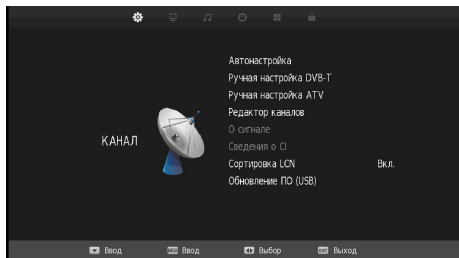 КАНАЛ
Автонастройка
Ручная настройка DVB-T
Ручная настройка ATV
Редактор каналов
О сигнале
Сведения о CI
Сортировка LCN Вкл.
Обновление ПО (USB)
Ввод Ввод Выбор Выход